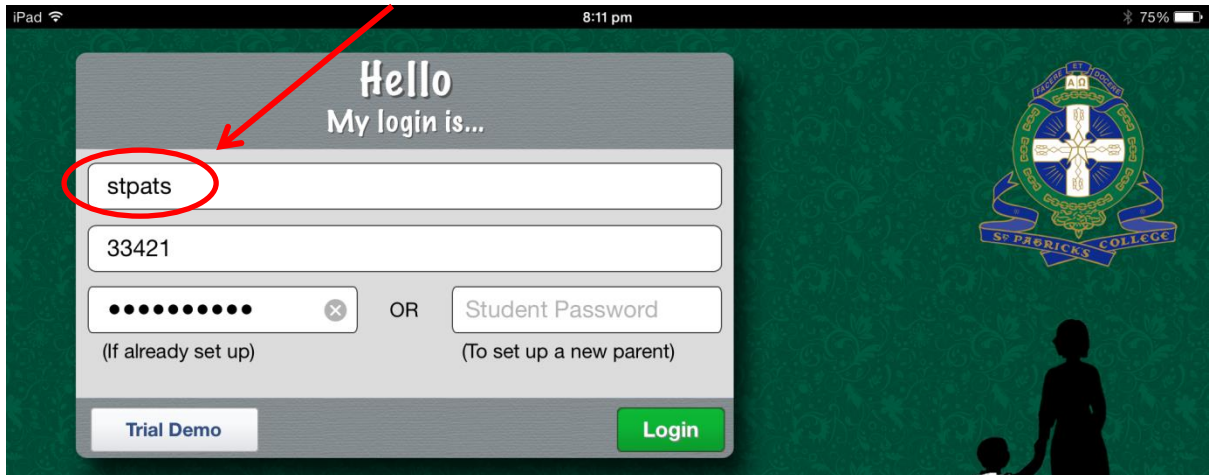 iPad 8:11 pm 75%
Hello
My login is...
stpats
33421
●●●●●●●●●● OR Student Password
(If already set up) (To set up a new parent)
Trial Demo Login
FACERE ET DOCERE
Α Ω
ST PATRICKS COLLEGE